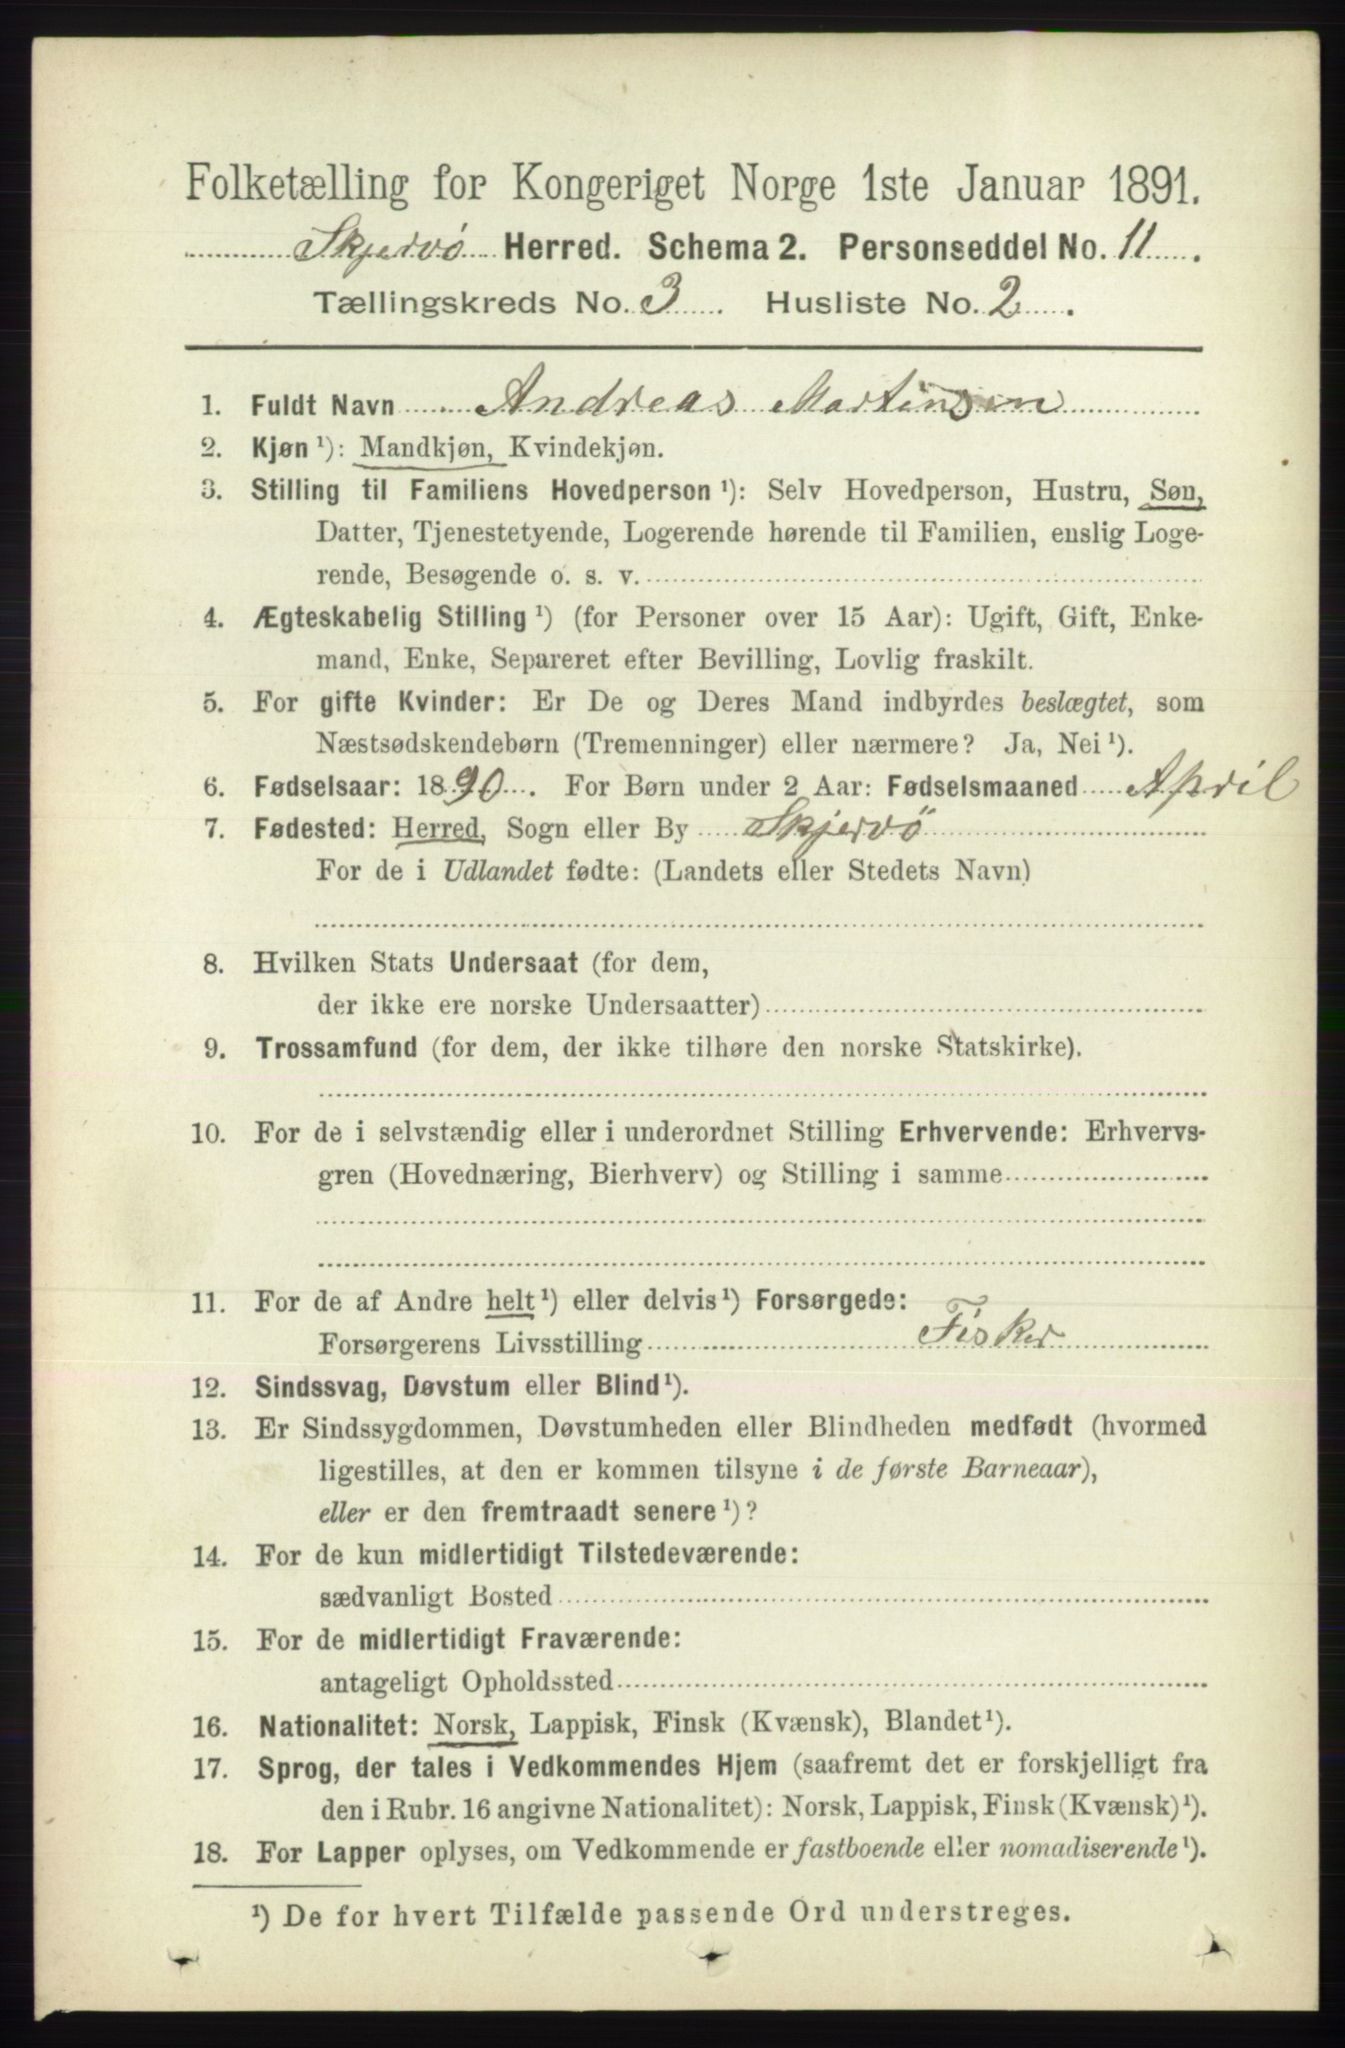 Folketælling for Kongeriget Norge 1ste Januar 1891.
Skjervö Herred. Schema 2. Personseddel No. 11.
Tællingskreds No. 3 Husliste No. 2.
1. Fuldt Navn Andreas Martinsen
2. Kjøn ¹): Mandkjøn, Kvindekjøn.
3. Stilling til Familiens Hovedperson ¹): Selv Hovedperson, Hustru, Søn,
Datter, Tjenestetyende, Logerende hørende til Familien, enslig Loge-
rende, Besøgende o. s. v.
4. Ægteskabelig Stilling ¹) (for Personer over 15 Aar): Ugift, Gift, Enke-
mand, Enke, Separeret efter Bevilling, Lovlig fraskilt.
5. For gifte Kvinder: Er De og Deres Mand indbyrdes beslægtet, som
Næstsødskendebørn (Tremenninger) eller nærmere? Ja, Nei ¹).
6. Fødselsaar: 1890. For Børn under 2 Aar: Fødselsmaaned April
7. Fødested: Herred, Sogn eller By Skjervö
For de i Udlandet fødte: (Landets eller Stedets Navn)
8. Hvilken Stats Undersaat (for dem,
der ikke ere norske Undersaatter)
9. Trossamfund (for dem, der ikke tilhøre den norske Statskirke).
10. For de i selvstændig eller i underordnet Stilling Erhvervende: Erhvervs-
gren (Hovednæring, Bierhverv) og Stilling i samme
11. For de af Andre helt ¹) eller delvis ¹) Forsørgede:
Forsørgerens Livsstilling Fisker
12. Sindssvag, Døvstum eller Blind ¹).
13. Er Sindssygdommen, Døvstumheden eller Blindheden medfødt (hvormed
ligestilles, at den er kommen tilsyne i de første Barneaar),
eller er den fremtraadt senere ¹)?
14. For de kun midlertidigt Tilstedeværende:
sædvanligt Bosted
15. For de midlertidigt Fraværende:
antageligt Opholdssted
16. Nationalitet: Norsk, Lappisk, Finsk (Kvænsk), Blandet ¹).
17. Sprog, der tales i Vedkommendes Hjem (saafremt det er forskjelligt fra
den i Rubr. 16 angivne Nationalitet): Norsk, Lappisk, Finsk (Kvænsk) ¹).
18. For Lapper oplyses, om Vedkommende er fastboende eller nomadiserende ¹).
¹) De for hvert Tilfælde passende Ord understreges.